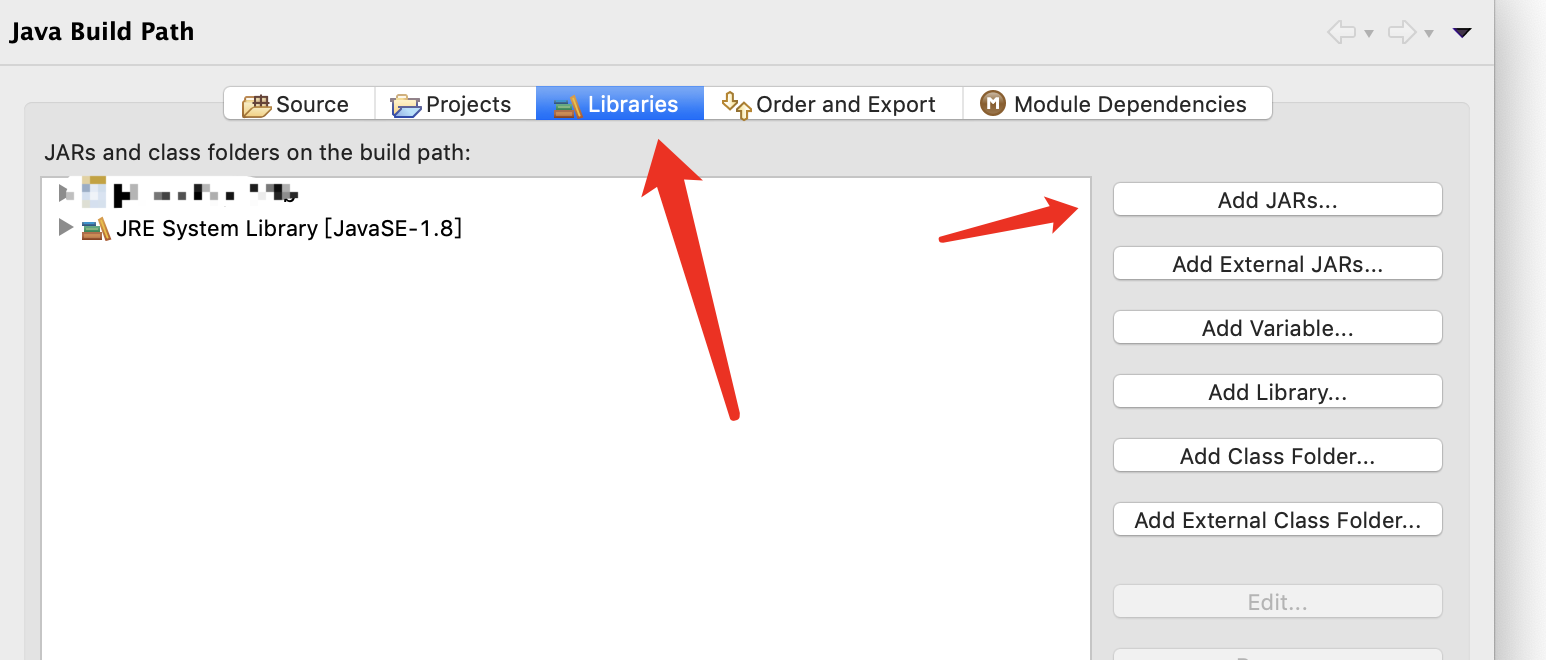 Java Build Path
Source Projects Libraries Order and Export M Module Dependencies
JARs and class folders on the build path:
JRE System Library [JavaSE-1.8]
Add JARs...
Add External JARs...
Add Variable...
Add Library...
Add Class Folder...
Add External Class Folder...
Edit...